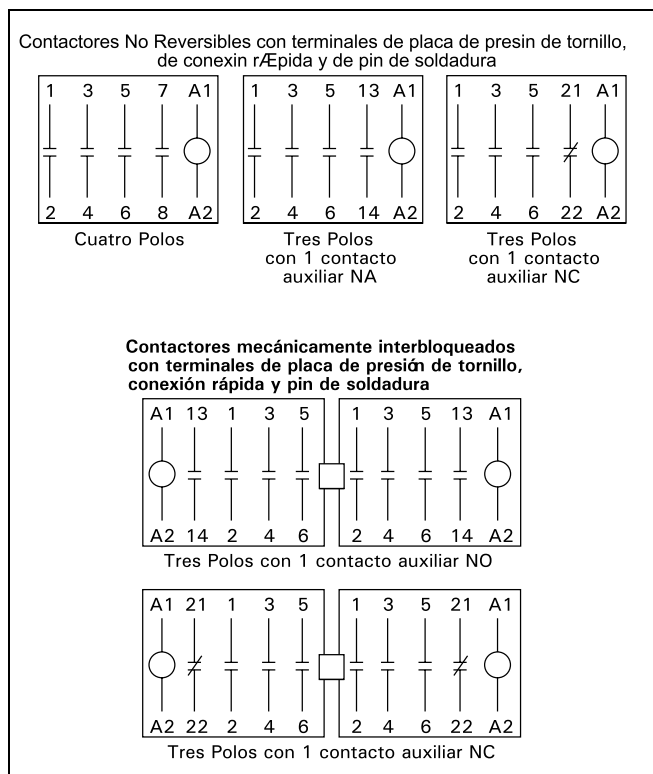 Contactores No Reversibles con terminales de placa de presin de tornillo,
de conexin rÆpida y de pin de soldadura
1 3 5 7 A1
2 4 6 8 A2
Cuatro Polos
1 3 5 13 A1
2 4 6 14 A2
Tres Polos
con 1 contacto
auxiliar NA
1 3 5 21 A1
2 4 6 22 A2
Tres Polos
con 1 contacto
auxiliar NC
Contactores mecánicamente interbloqueados
con terminales de placa de presión de tornillo,
conexión rápida y pin de soldadura
A1 13 1 3 5
1 3 5 13 A1
A2 14 2 4 6
2 4 6 14 A2
Tres Polos con 1 contacto auxiliar NO
A1 21 1 3 5
1 3 5 21 A1
A2 22 2 4 6
2 4 6 22 A2
Tres Polos con 1 contacto auxiliar NC